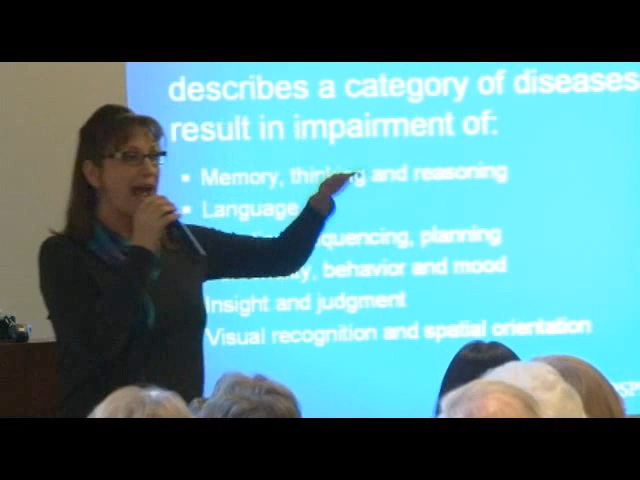 describes a category of diseases
result in impairment of:
Memory, thinking and reasoning
Language
sequencing, planning
behavior and mood
Insight and judgment
Visual recognition and spatial orientation